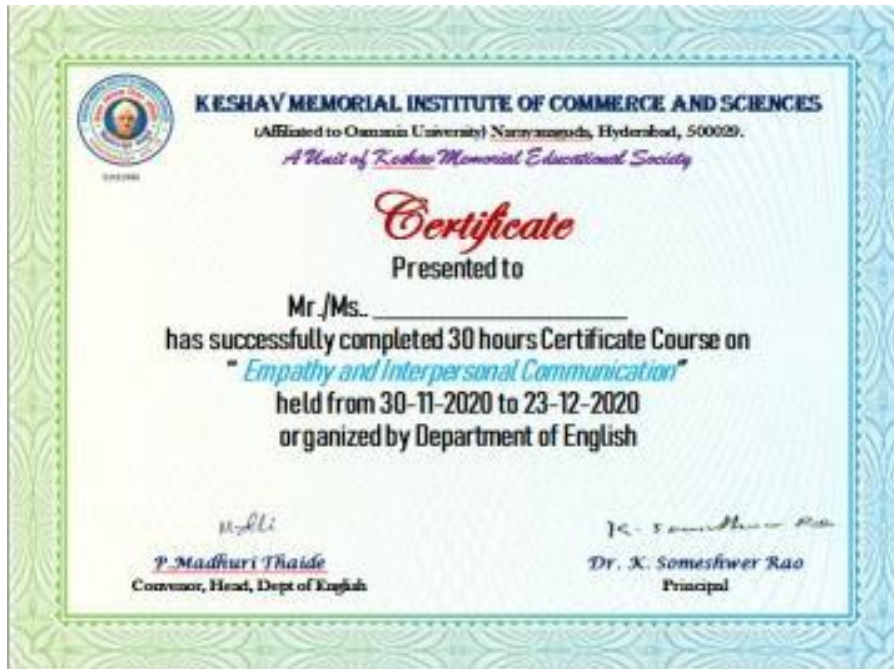 KESHAV MEMORIAL INSTITUTE OF COMMERCE AND SCIENCES
(Affiliated to Osmania University) Narayanaguda, Hyderabad, 500029.
A Unit of Keshav Memorial Educational Society
Certificate
Presented to
Mr./Ms..
has successfully completed 30 hours Certificate Course on
" Empathy and Interpersonal Communication"
held from 30-11-2020 to 23-12-2020
organized by Department of English
P.Madhuri Thaide
Dr. K. Someshwer Rao
Convenor, Head, Dept of English
Principal